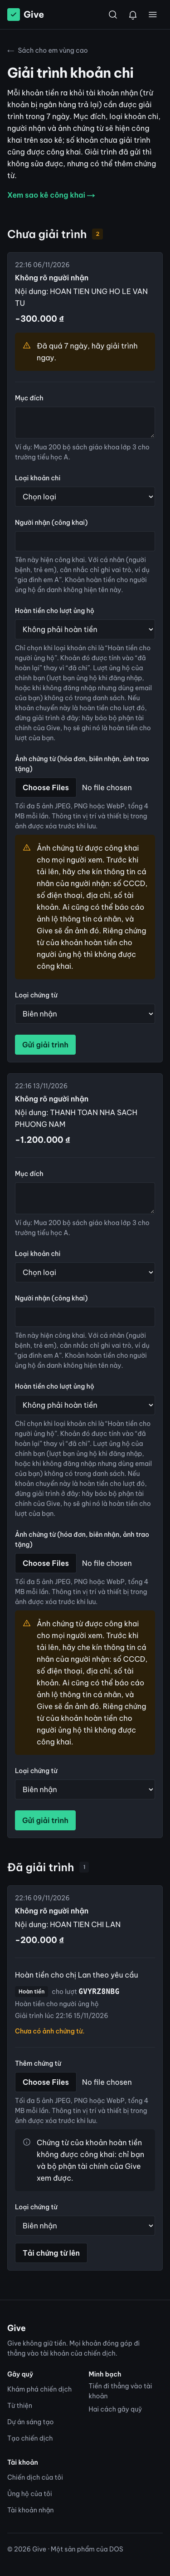 Give
← Sách cho em vùng cao
Giải trình khoản chi
Mỗi khoản tiền ra khỏi tài khoản nhận (trừ
khoản bị ngân hàng trả lại) cần được giải
trình trong 7 ngày. Mục đích, loại khoản chi,
người nhận và ảnh chứng từ sẽ hiện công
khai trên sao kê; số khoản chưa giải trình
cũng được công khai. Giải trình đã gửi thì
không sửa được, nhưng có thể thêm chứng
từ.
Xem sao kê công khai →
Chưa giải trình 2
22:16 06/11/2026
Không rõ người nhận
Nội dung: HOAN TIEN UNG HO LE VAN
TU
−300.000 ₫
Đã quá 7 ngày, hãy giải trình
ngay.
Mục đích
Ví dụ: Mua 200 bộ sách giáo khoa lớp 3 cho
trường tiểu học A.
Loại khoản chi
Chọn loại
Người nhận (công khai)
Tên này hiện công khai. Với cá nhân (người
bệnh, trẻ em), cân nhắc chỉ ghi vai trò, ví dụ
“gia đình em A”. Khoản hoàn tiền cho người
ủng hộ ẩn danh không hiện tên này.
Hoàn tiền cho lượt ủng hộ
Không phải hoàn tiền
Chỉ chọn khi loại khoản chi là “Hoàn tiền cho
người ủng hộ”. Khoản đó được tính vào “đã
hoàn lại” thay vì “đã chi”. Lượt ủng hộ của
chính bạn (lượt bạn ủng hộ khi đăng nhập,
hoặc khi không đăng nhập nhưng dùng email
của bạn) không có trong danh sách. Nếu
khoản chuyển này là hoàn tiền cho lượt đó,
đừng giải trình ở đây: hãy báo bộ phận tài
chính của Give, họ sẽ ghi nó là hoàn tiền cho
lượt của bạn.
Ảnh chứng từ (hóa đơn, biên nhận, ảnh trao
tặng)
Choose Files No file chosen
Tối đa 5 ảnh JPEG, PNG hoặc WebP, tổng 4
MB mỗi lần. Thông tin vị trí và thiết bị trong
ảnh được xóa trước khi lưu.
Ảnh chứng từ được công khai
cho mọi người xem. Trước khi
tải lên, hãy che kín thông tin cá
nhân của người nhận: số CCCD,
số điện thoại, địa chỉ, số tài
khoản. Ai cũng có thể báo cáo
ảnh lộ thông tin cá nhân, và
Give sẽ ẩn ảnh đó. Riêng chứng
từ của khoản hoàn tiền cho
người ủng hộ thì không được
công khai.
Loại chứng từ
Biên nhận
Gửi giải trình
22:16 13/11/2026
Không rõ người nhận
Nội dung: THANH TOAN NHA SACH
PHUONG NAM
−1.200.000 ₫
Mục đích
Ví dụ: Mua 200 bộ sách giáo khoa lớp 3 cho
trường tiểu học A.
Loại khoản chi
Chọn loại
Người nhận (công khai)
Tên này hiện công khai. Với cá nhân (người
bệnh, trẻ em), cân nhắc chỉ ghi vai trò, ví dụ
“gia đình em A”. Khoản hoàn tiền cho người
ủng hộ ẩn danh không hiện tên này.
Hoàn tiền cho lượt ủng hộ
Không phải hoàn tiền
Chỉ chọn khi loại khoản chi là “Hoàn tiền cho
người ủng hộ”. Khoản đó được tính vào “đã
hoàn lại” thay vì “đã chi”. Lượt ủng hộ của
chính bạn (lượt bạn ủng hộ khi đăng nhập,
hoặc khi không đăng nhập nhưng dùng email
của bạn) không có trong danh sách. Nếu
khoản chuyển này là hoàn tiền cho lượt đó,
đừng giải trình ở đây: hãy báo bộ phận tài
chính của Give, họ sẽ ghi nó là hoàn tiền cho
lượt của bạn.
Ảnh chứng từ (hóa đơn, biên nhận, ảnh trao
tặng)
Choose Files No file chosen
Tối đa 5 ảnh JPEG, PNG hoặc WebP, tổng 4
MB mỗi lần. Thông tin vị trí và thiết bị trong
ảnh được xóa trước khi lưu.
Ảnh chứng từ được công khai
cho mọi người xem. Trước khi
tải lên, hãy che kín thông tin cá
nhân của người nhận: số CCCD,
số điện thoại, địa chỉ, số tài
khoản. Ai cũng có thể báo cáo
ảnh lộ thông tin cá nhân, và
Give sẽ ẩn ảnh đó. Riêng chứng
từ của khoản hoàn tiền cho
người ủng hộ thì không được
công khai.
Loại chứng từ
Biên nhận
Gửi giải trình
Đã giải trình 1
22:16 09/11/2026
Không rõ người nhận
Nội dung: HOAN TIEN CHI LAN
−200.000 ₫
Hoàn tiền cho chị Lan theo yêu cầu
Hoàn tiền cho lượt GVYRZ8NBG
Hoàn tiền cho người ủng hộ
Giải trình lúc 22:16 15/11/2026
Chưa có ảnh chứng từ.
Thêm chứng từ
Choose Files No file chosen
Tối đa 5 ảnh JPEG, PNG hoặc WebP, tổng 4
MB mỗi lần. Thông tin vị trí và thiết bị trong
ảnh được xóa trước khi lưu.
Chứng từ của khoản hoàn tiền
không được công khai: chỉ bạn
và bộ phận tài chính của Give
xem được.
Loại chứng từ
Biên nhận
Tải chứng từ lên
Give
Give không giữ tiền. Mọi khoản đóng góp đi
thẳng vào tài khoản của chiến dịch.
Gây quỹ
Khám phá chiến dịch
Từ thiện
Dự án sáng tạo
Tạo chiến dịch
Minh bạch
Tiền đi thẳng vào tài
khoản
Hai cách gây quỹ
Tài khoản
Chiến dịch của tôi
Ủng hộ của tôi
Tài khoản nhận
© 2026 Give · Một sản phẩm của DOS